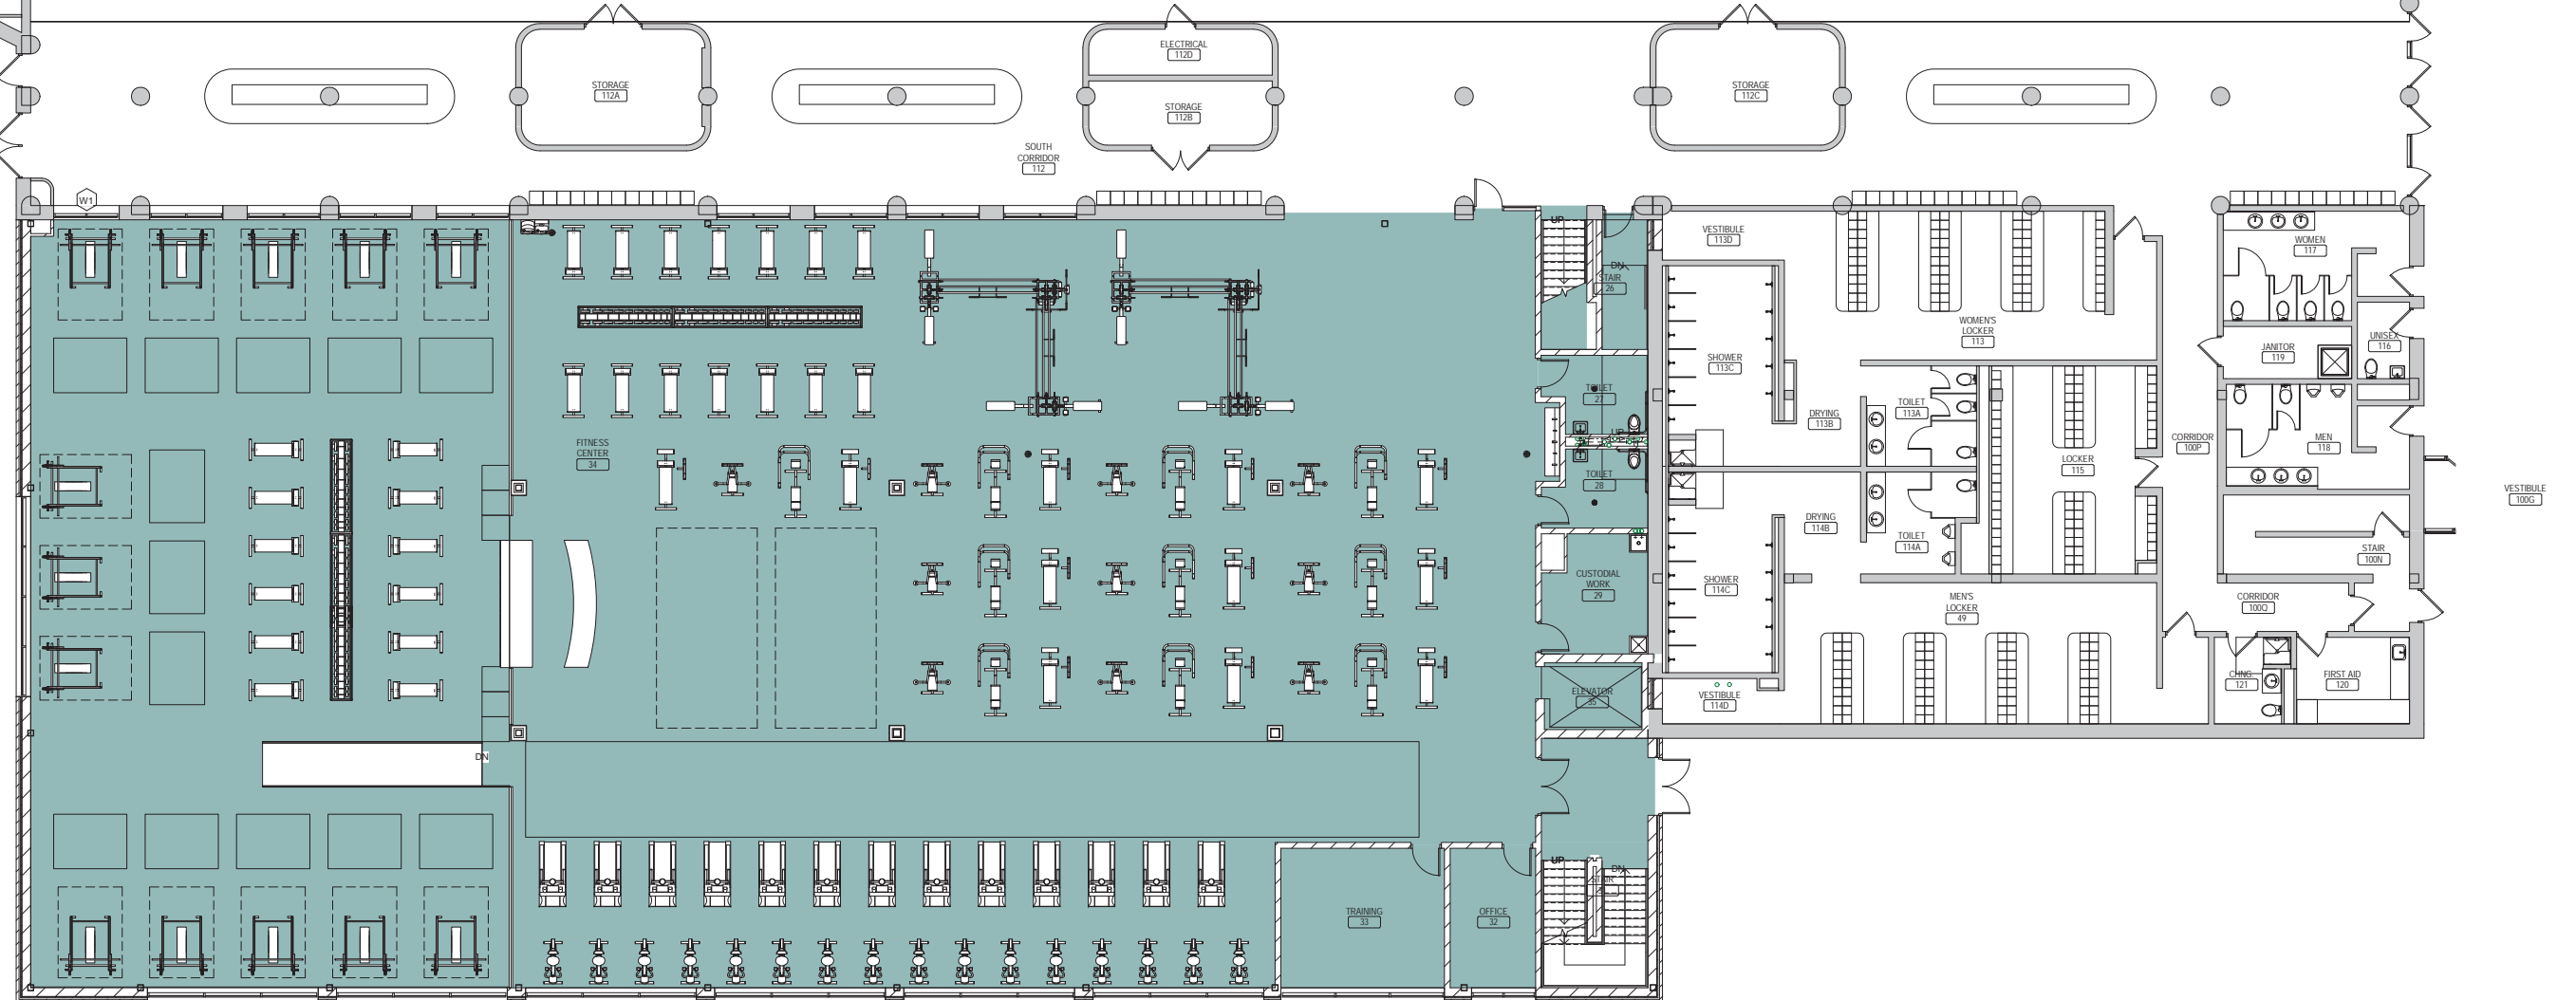 ELECTRICAL
112D
STORAGE
112A
STORAGE
112C
STORAGE
112B
SOUTH
CORRIDOR
112
W1
UP
VESTIBULE
113D
WOMEN
117
DN
STAIR
26
WOMEN'S
LOCKER
113
UNISEX
116
JANITOR
119
SHOWER
113C
TOILET
27
TOILET
113A
DRYING
113B
UP
FITNESS
CENTER
34
CORRIDOR
100P
MEN
118
LOCKER
115
TOILET
28
VESTIBULE
100G
DRYING
114B
TOILET
114A
STAIR
100N
CUSTODIAL
WORK
29
SHOWER
114C
MEN'S
LOCKER
49
CORRIDOR
100Q
CHNG.
121
FIRST AID
120
ELEVATOR
35
VESTIBULE
114D
DN
UP
DN
STAIR
TRAINING
33
OFFICE
32